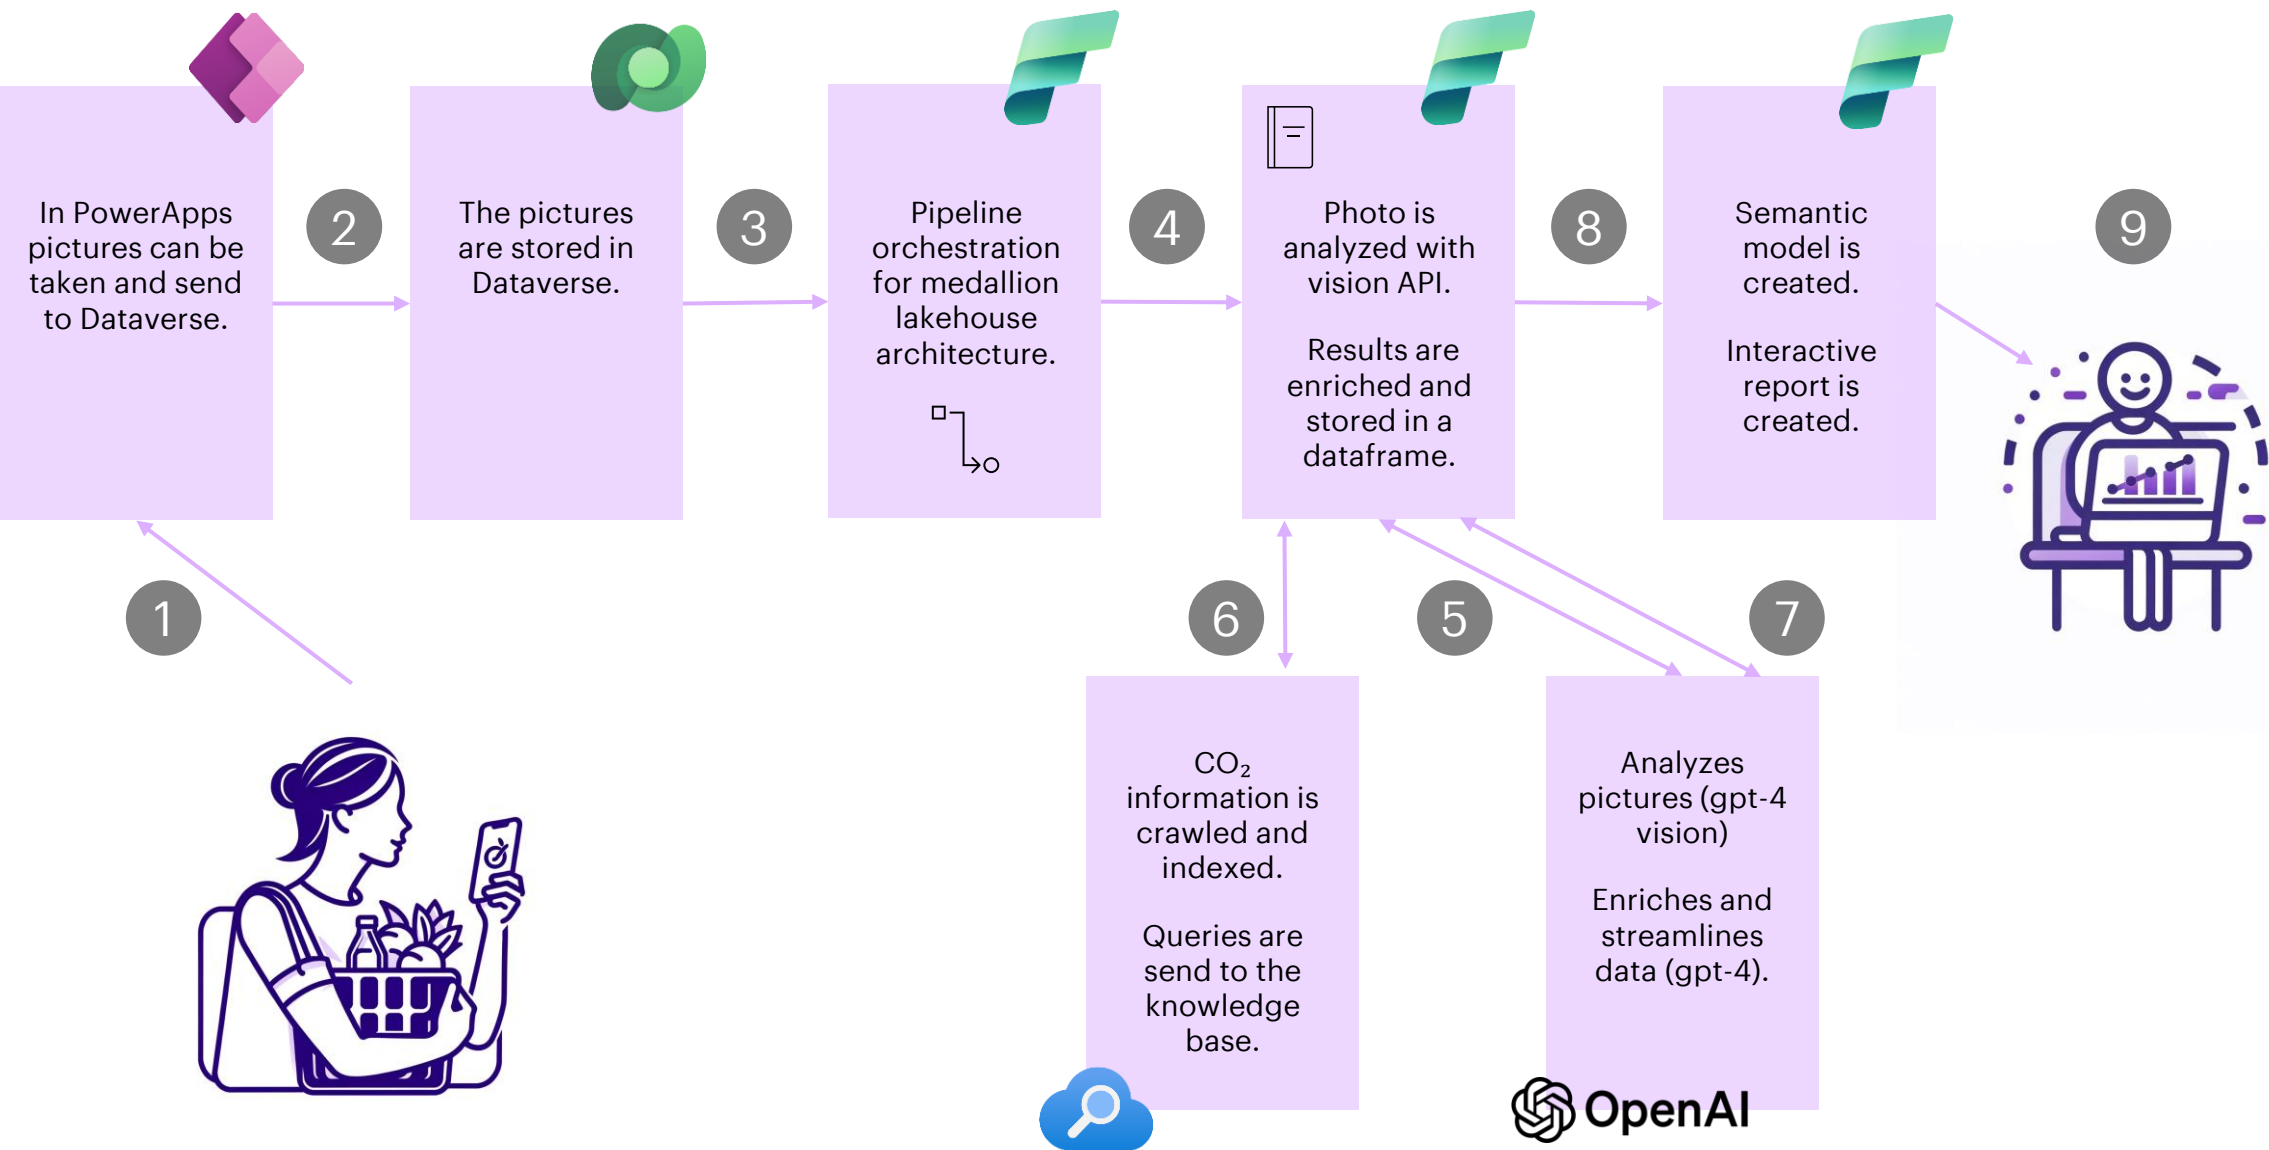 In PowerApps
pictures can be
taken and send
to Dataverse.
2
The pictures
are stored in
Dataverse.
3
Pipeline
orchestration
for medallion
lakehouse
architecture.
4
Photo is
analyzed with
vision API.
Results are
enriched and
stored in a
dataframe.
8
Semantic
model is
created.
Interactive
report is
created.
9
1
6
5
7
CO₂
information is
crawled and
indexed.
Queries are
send to the
knowledge
base.
Analyzes
pictures (gpt-4
vision)
Enriches and
streamlines
data (gpt-4).
OpenAI